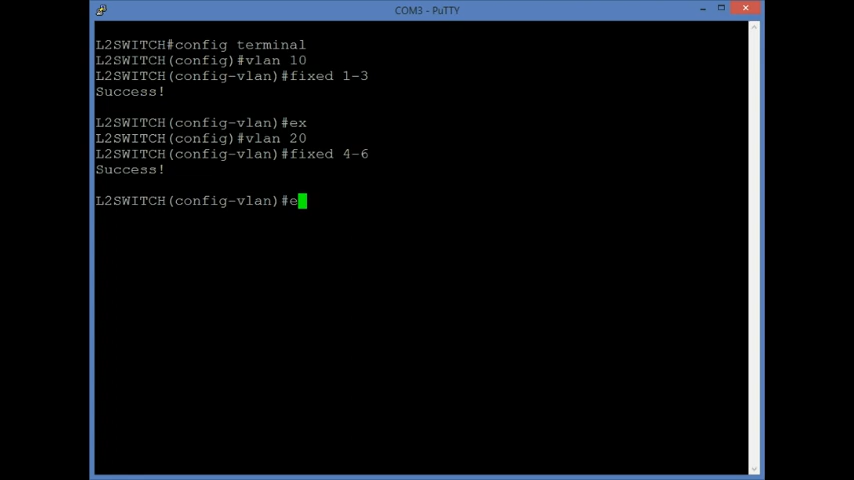 COM3 - PuTTY
L2SWITCH#config terminal
L2SWITCH(config)#vlan 10
L2SWITCH(config-vlan)#fixed 1-3
Success!
L2SWITCH(config-vlan)#ex
L2SWITCH(config)#vlan 20
L2SWITCH(config-vlan)#fixed 4-6
Success!
L2SWITCH(config-vlan)#e